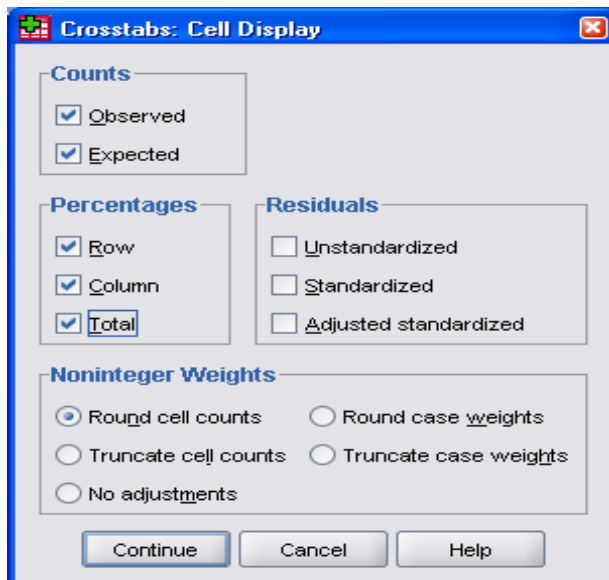 Crosstabs: Cell Display
Counts
Observed
Expected
Percentages
Row
Column
Total
Residuals
Unstandardized
Standardized
Adjusted standardized
Noninteger Weights
Round cell counts
Round case weights
Truncate cell counts
Truncate case weights
No adjustments
Continue
Cancel
Help